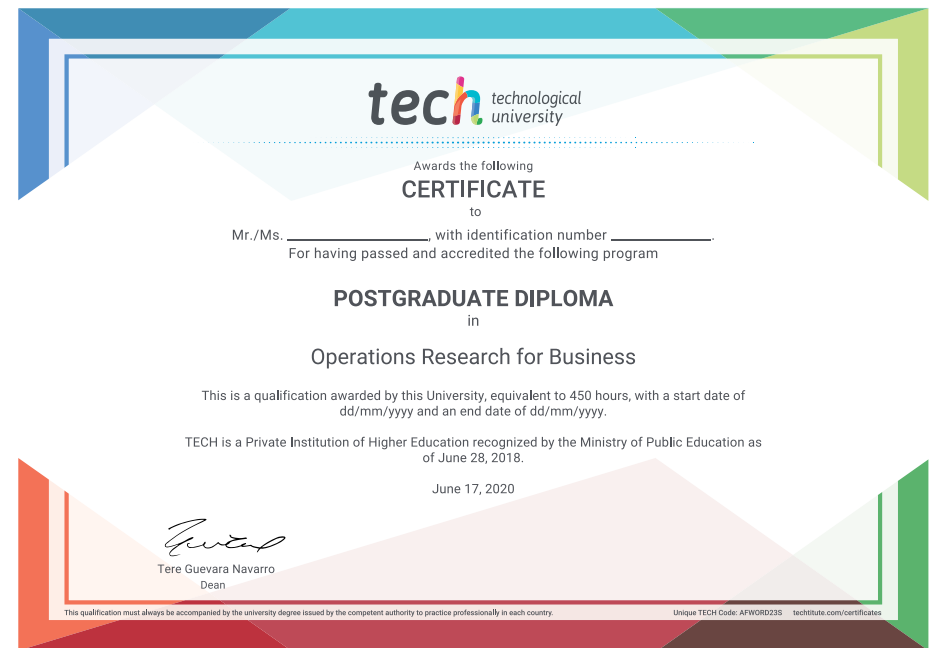 tech technological
university
Awards the following
CERTIFICATE
to
Mr./Ms. ____________________, with identification number ______________.
For having passed and accredited the following program
POSTGRADUATE DIPLOMA
in
Operations Research for Business
This is a qualification awarded by this University, equivalent to 450 hours, with a start date of
dd/mm/yyyy and an end date of dd/mm/yyyy.
TECH is a Private Institution of Higher Education recognized by the Ministry of Public Education as
of June 28, 2018.
June 17, 2020
Tere Guevara Navarro
Dean
This qualification must always be accompanied by the university degree issued by the competent authority to practice professionally in each country.
Unique TECH Code: AFWORD23S techtitute.com/certificates